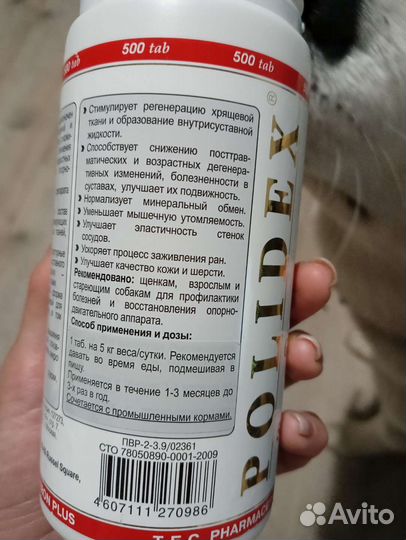 500 tab
500 tab
▸ Стимулирует регенерацию хрящевой
ткани и образование внутрисуставной
жидкости.
▸ Способствует снижению посттрав-
матических и возрастных дегенера-
тивных изменений, болезненности в
суставах, улучшает их подвижность.
▸ Нормализует минеральный обмен.
▸ Уменьшает мышечную утомляемость.
▸ Улучшает эластичность стенок
сосудов.
▸ Ускоряет процесс заживления ран.
▸ Улучшает качество кожи и шерсти.
Рекомендовано: щенкам, взрослым и
стареющим собакам для профилактики
болезней и восстановления опорно-
двигательного аппарата.
Способ применения и дозы:
1 таб. на 5 кг веса/сутки. Рекомендуется
давать во время еды, подмешивая в
пищу.
Применяется в течение 1-3 месяцев до
3-х раз в год.
Сочетается с промышленными кормами.
ПВР-2-3.9/02361
СТО 78050890-0001-2009
4607111 270986
POLIDEX
Russel Square,
ON PLUS
T.F.C. PHARMAC
Avito